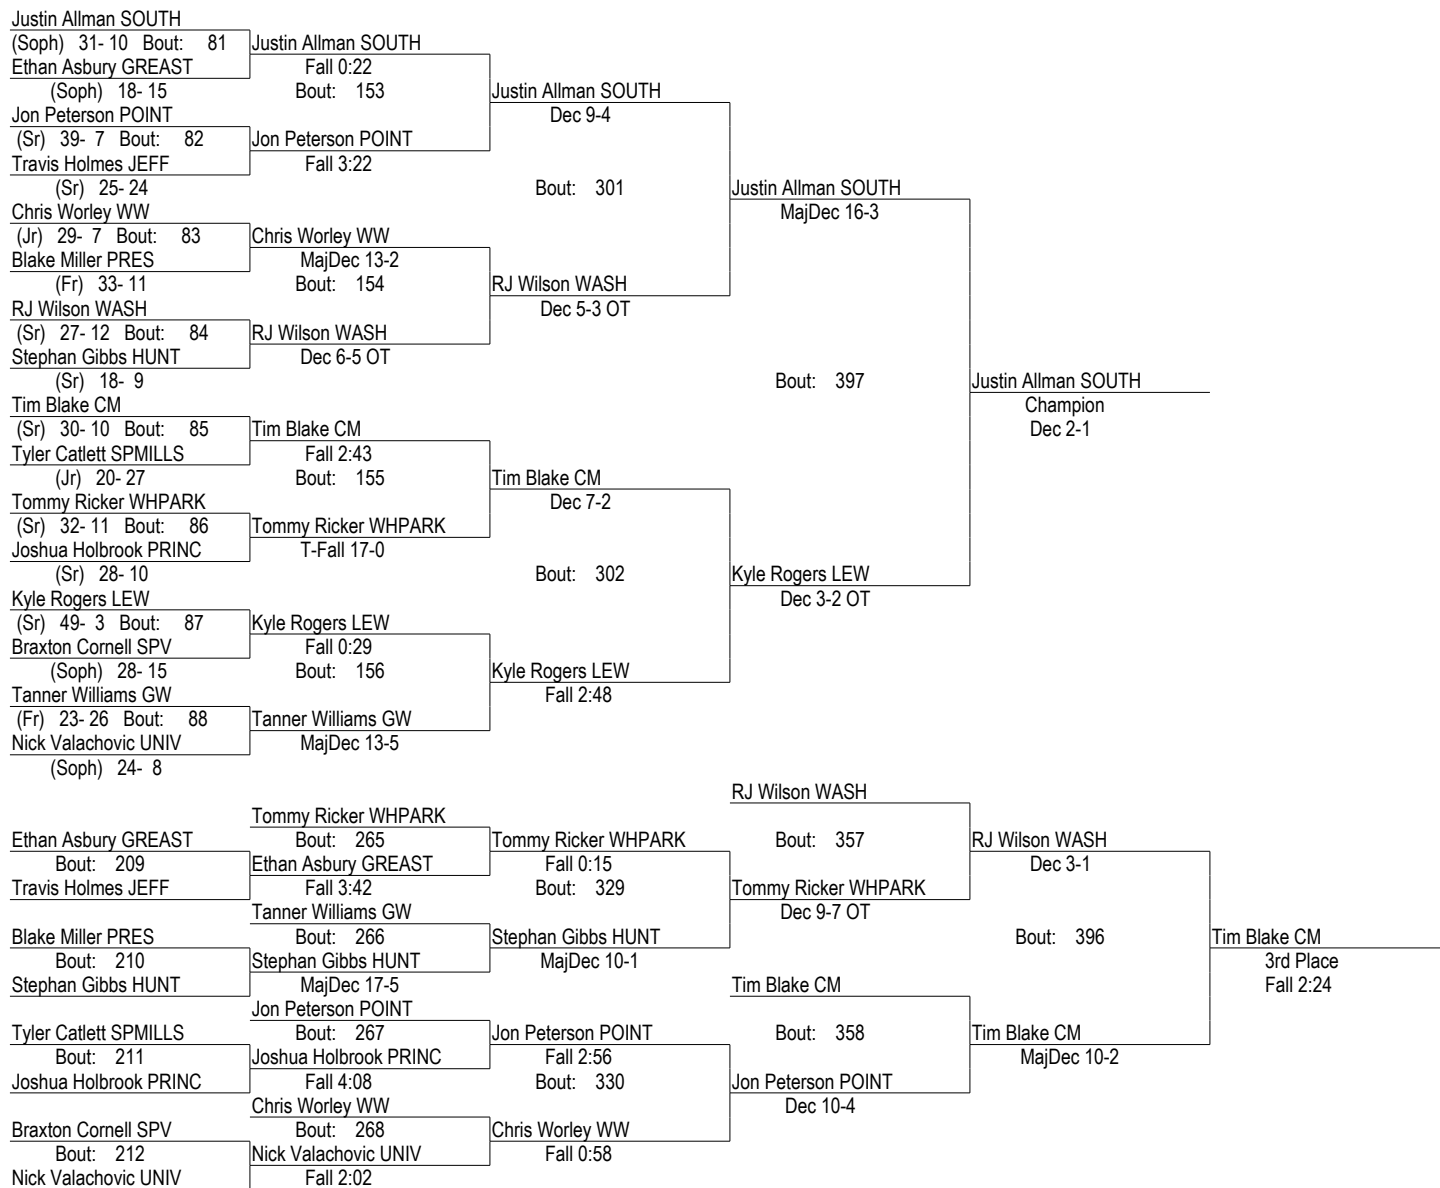 Justin Allman SOUTH
(Soph) 31- 10 Bout: 81 Justin Allman SOUTH
Ethan Asbury GREAST Fall 0:22
(Soph) 18- 15 Bout: 153 Justin Allman SOUTH
Jon Peterson POINT Dec 9-4
(Sr) 39- 7 Bout: 82 Jon Peterson POINT
Travis Holmes JEFF Fall 3:22
(Sr) 25- 24 Bout: 301 Justin Allman SOUTH
Chris Worley WW MajDec 16-3
(Jr) 29- 7 Bout: 83 Chris Worley WW
Blake Miller PRES MajDec 13-2
(Fr) 33- 11 Bout: 154 RJ Wilson WASH
RJ Wilson WASH Dec 5-3 OT
(Sr) 27- 12 Bout: 84 RJ Wilson WASH
Stephan Gibbs HUNT Dec 6-5 OT
(Sr) 18- 9 Bout: 397 Justin Allman SOUTH
Tim Blake CM Champion
(Sr) 30- 10 Bout: 85 Tim Blake CM Dec 2-1
Tyler Catlett SPMILLS Fall 2:43
(Jr) 20- 27 Bout: 155 Tim Blake CM
Tommy Ricker WHPARK Dec 7-2
(Sr) 32- 11 Bout: 86 Tommy Ricker WHPARK
Joshua Holbrook PRINC T-Fall 17-0
(Sr) 28- 10 Bout: 302 Kyle Rogers LEW
Kyle Rogers LEW Dec 3-2 OT
(Sr) 49- 3 Bout: 87 Kyle Rogers LEW
Braxton Cornell SPV Fall 0:29
(Soph) 28- 15 Bout: 156 Kyle Rogers LEW
Tanner Williams GW Fall 2:48
(Fr) 23- 26 Bout: 88 Tanner Williams GW
Nick Valachovic UNIV MajDec 13-5
(Soph) 24- 8
RJ Wilson WASH
Tommy Ricker WHPARK
Ethan Asbury GREAST Bout: 265 Tommy Ricker WHPARK Bout: 357 RJ Wilson WASH
Bout: 209 Ethan Asbury GREAST Fall 0:15 Dec 3-1
Travis Holmes JEFF Fall 3:42 Bout: 329 Tommy Ricker WHPARK
Tanner Williams GW Dec 9-7 OT
Blake Miller PRES Bout: 266 Stephan Gibbs HUNT Bout: 396 Tim Blake CM
Bout: 210 Stephan Gibbs HUNT MajDec 10-1 3rd Place
Stephan Gibbs HUNT MajDec 17-5 Tim Blake CM Fall 2:24
Jon Peterson POINT
Tyler Catlett SPMILLS Bout: 267 Jon Peterson POINT Bout: 358 Tim Blake CM
Bout: 211 Joshua Holbrook PRINC Fall 2:56 MajDec 10-2
Joshua Holbrook PRINC Fall 4:08 Bout: 330 Jon Peterson POINT
Chris Worley WW Dec 10-4
Braxton Cornell SPV Bout: 268 Chris Worley WW
Bout: 212 Nick Valachovic UNIV Fall 0:58
Nick Valachovic UNIV Fall 2:02